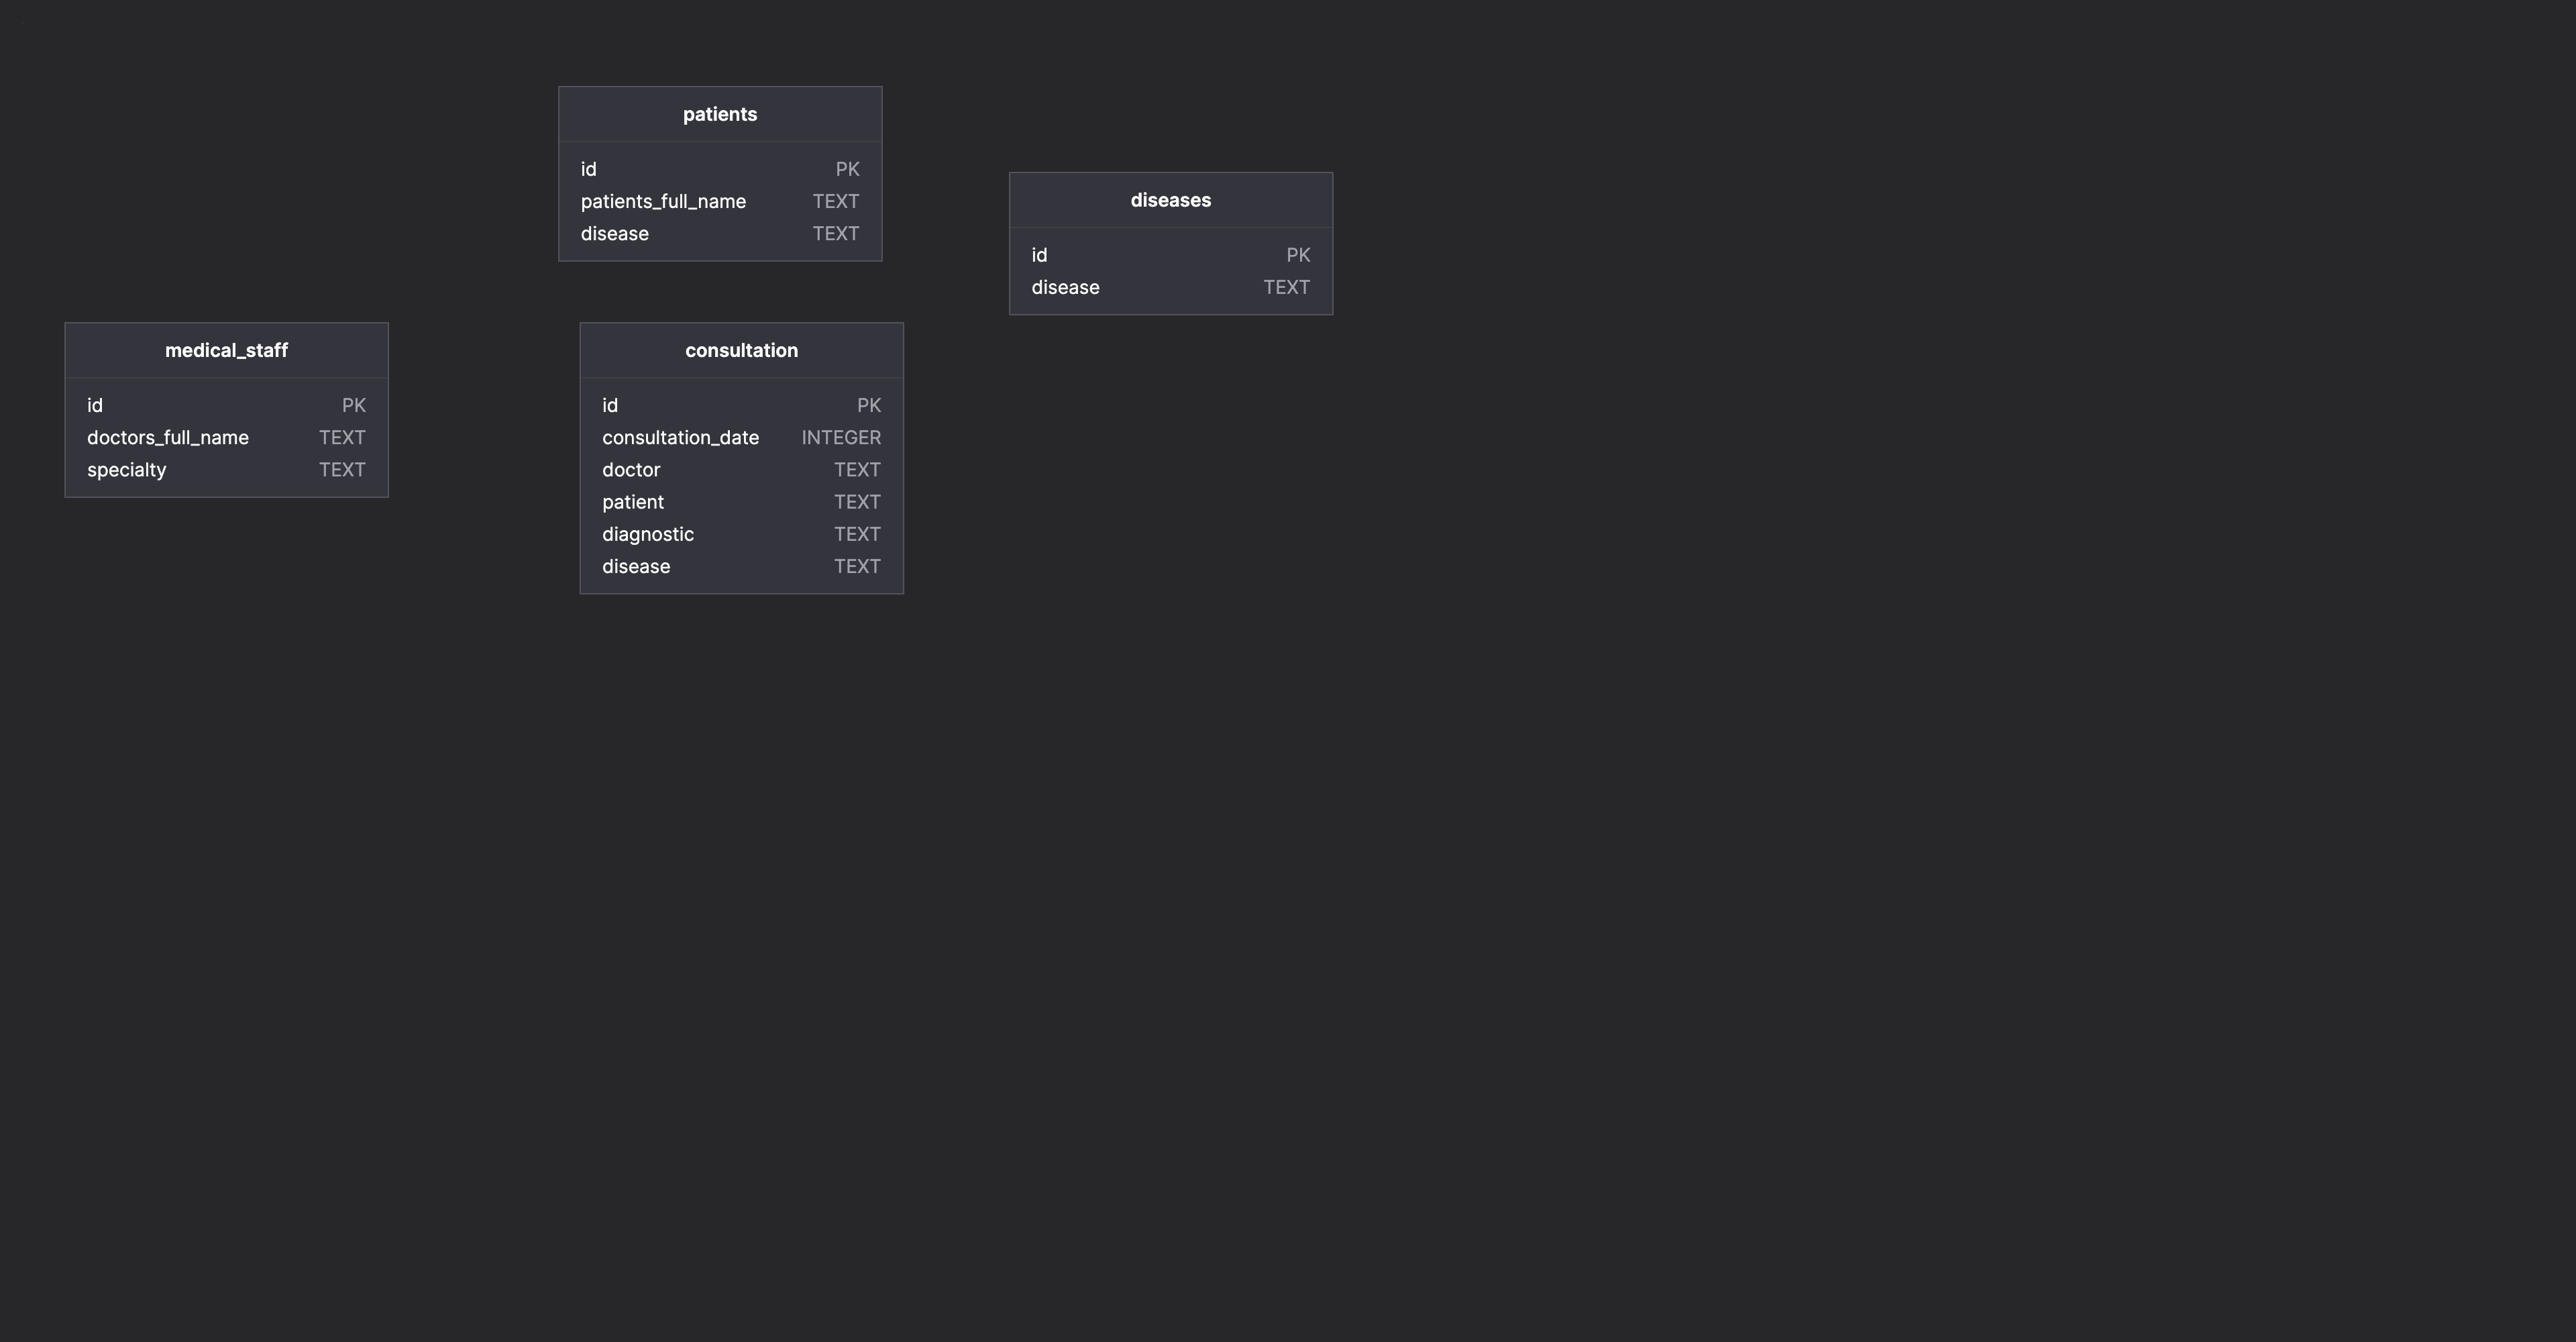 patients
id PK
patients_full_name TEXT
disease TEXT
diseases
id PK
disease TEXT
medical_staff
id PK
doctors_full_name TEXT
specialty TEXT
consultation
id PK
consultation_date INTEGER
doctor TEXT
patient TEXT
diagnostic TEXT
disease TEXT